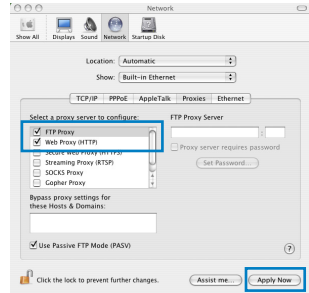 Network
Show All Displays Sound Network Startup Disk
Location: Automatic
Show: Built-in Ethernet
TCP/IP PPPoE AppleTalk Proxies Ethernet
Select a proxy server to configure: FTP Proxy Server
FTP Proxy
Web Proxy (HTTP)
Secure Web Proxy (HTTPS)
Streaming Proxy (RTSP)
SOCKS Proxy
Gopher Proxy
:
Proxy server requires password
Set Password...
Bypass proxy settings for
these Hosts & Domains:
Use Passive FTP Mode (PASV)
?
Click the lock to prevent further changes.
Assist me... Apply Now